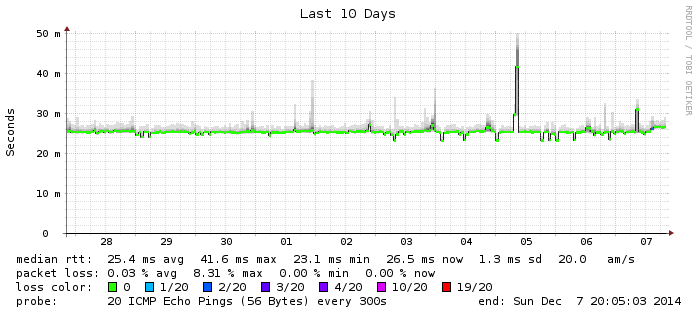 Last 10 Days
RRDTOOL / TOBI OETIKER
Seconds
50 m
40 m
30 m
20 m
10 m
0
28 29 30 01 02 03 04 05 06 07
median rtt: 25.4 ms avg 41.6 ms max 23.1 ms min 26.5 ms now 1.3 ms sd 20.0 am/s
packet loss: 0.03 % avg 8.31 % max 0.00 % min 0.00 % now
loss color: 0 1/20 2/20 3/20 4/20 10/20 19/20
probe: 20 ICMP Echo Pings (56 Bytes) every 300s end: Sun Dec 7 20:05:03 2014